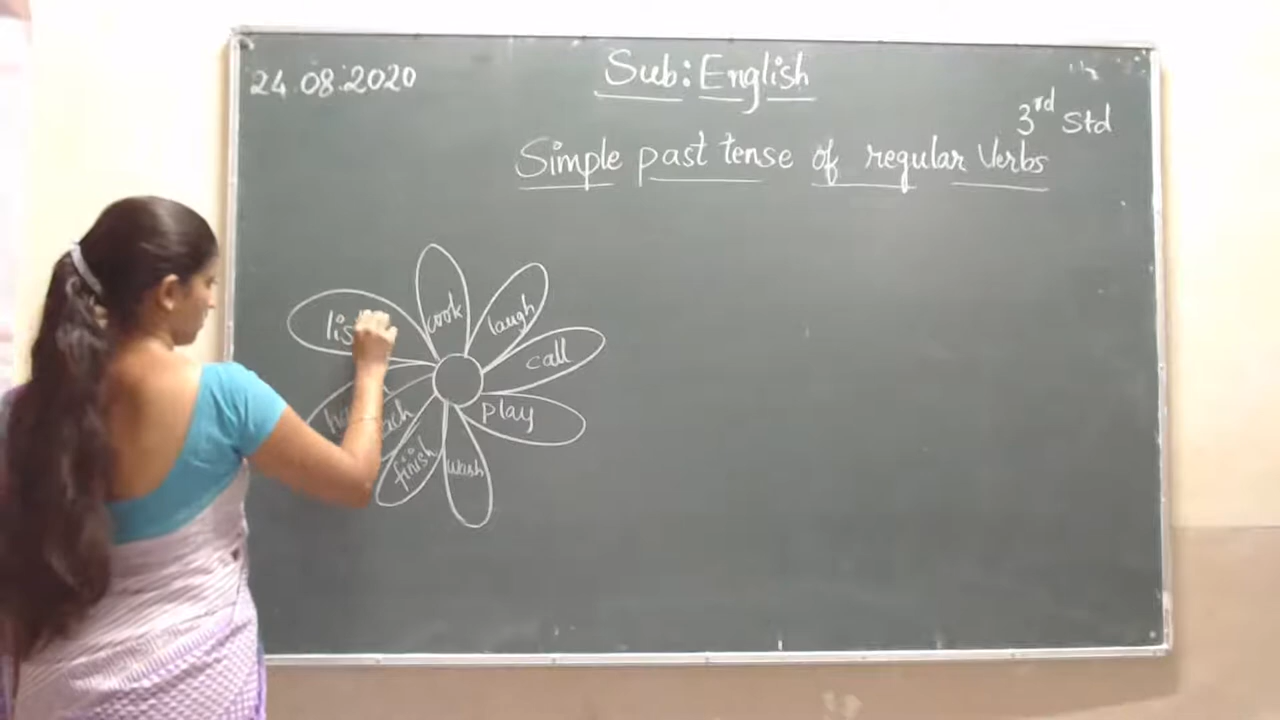 24.08.2020
Sub: English
3rd Std
Simple past tense of regular Verbs
cook
laugh
call
play
wash
finish